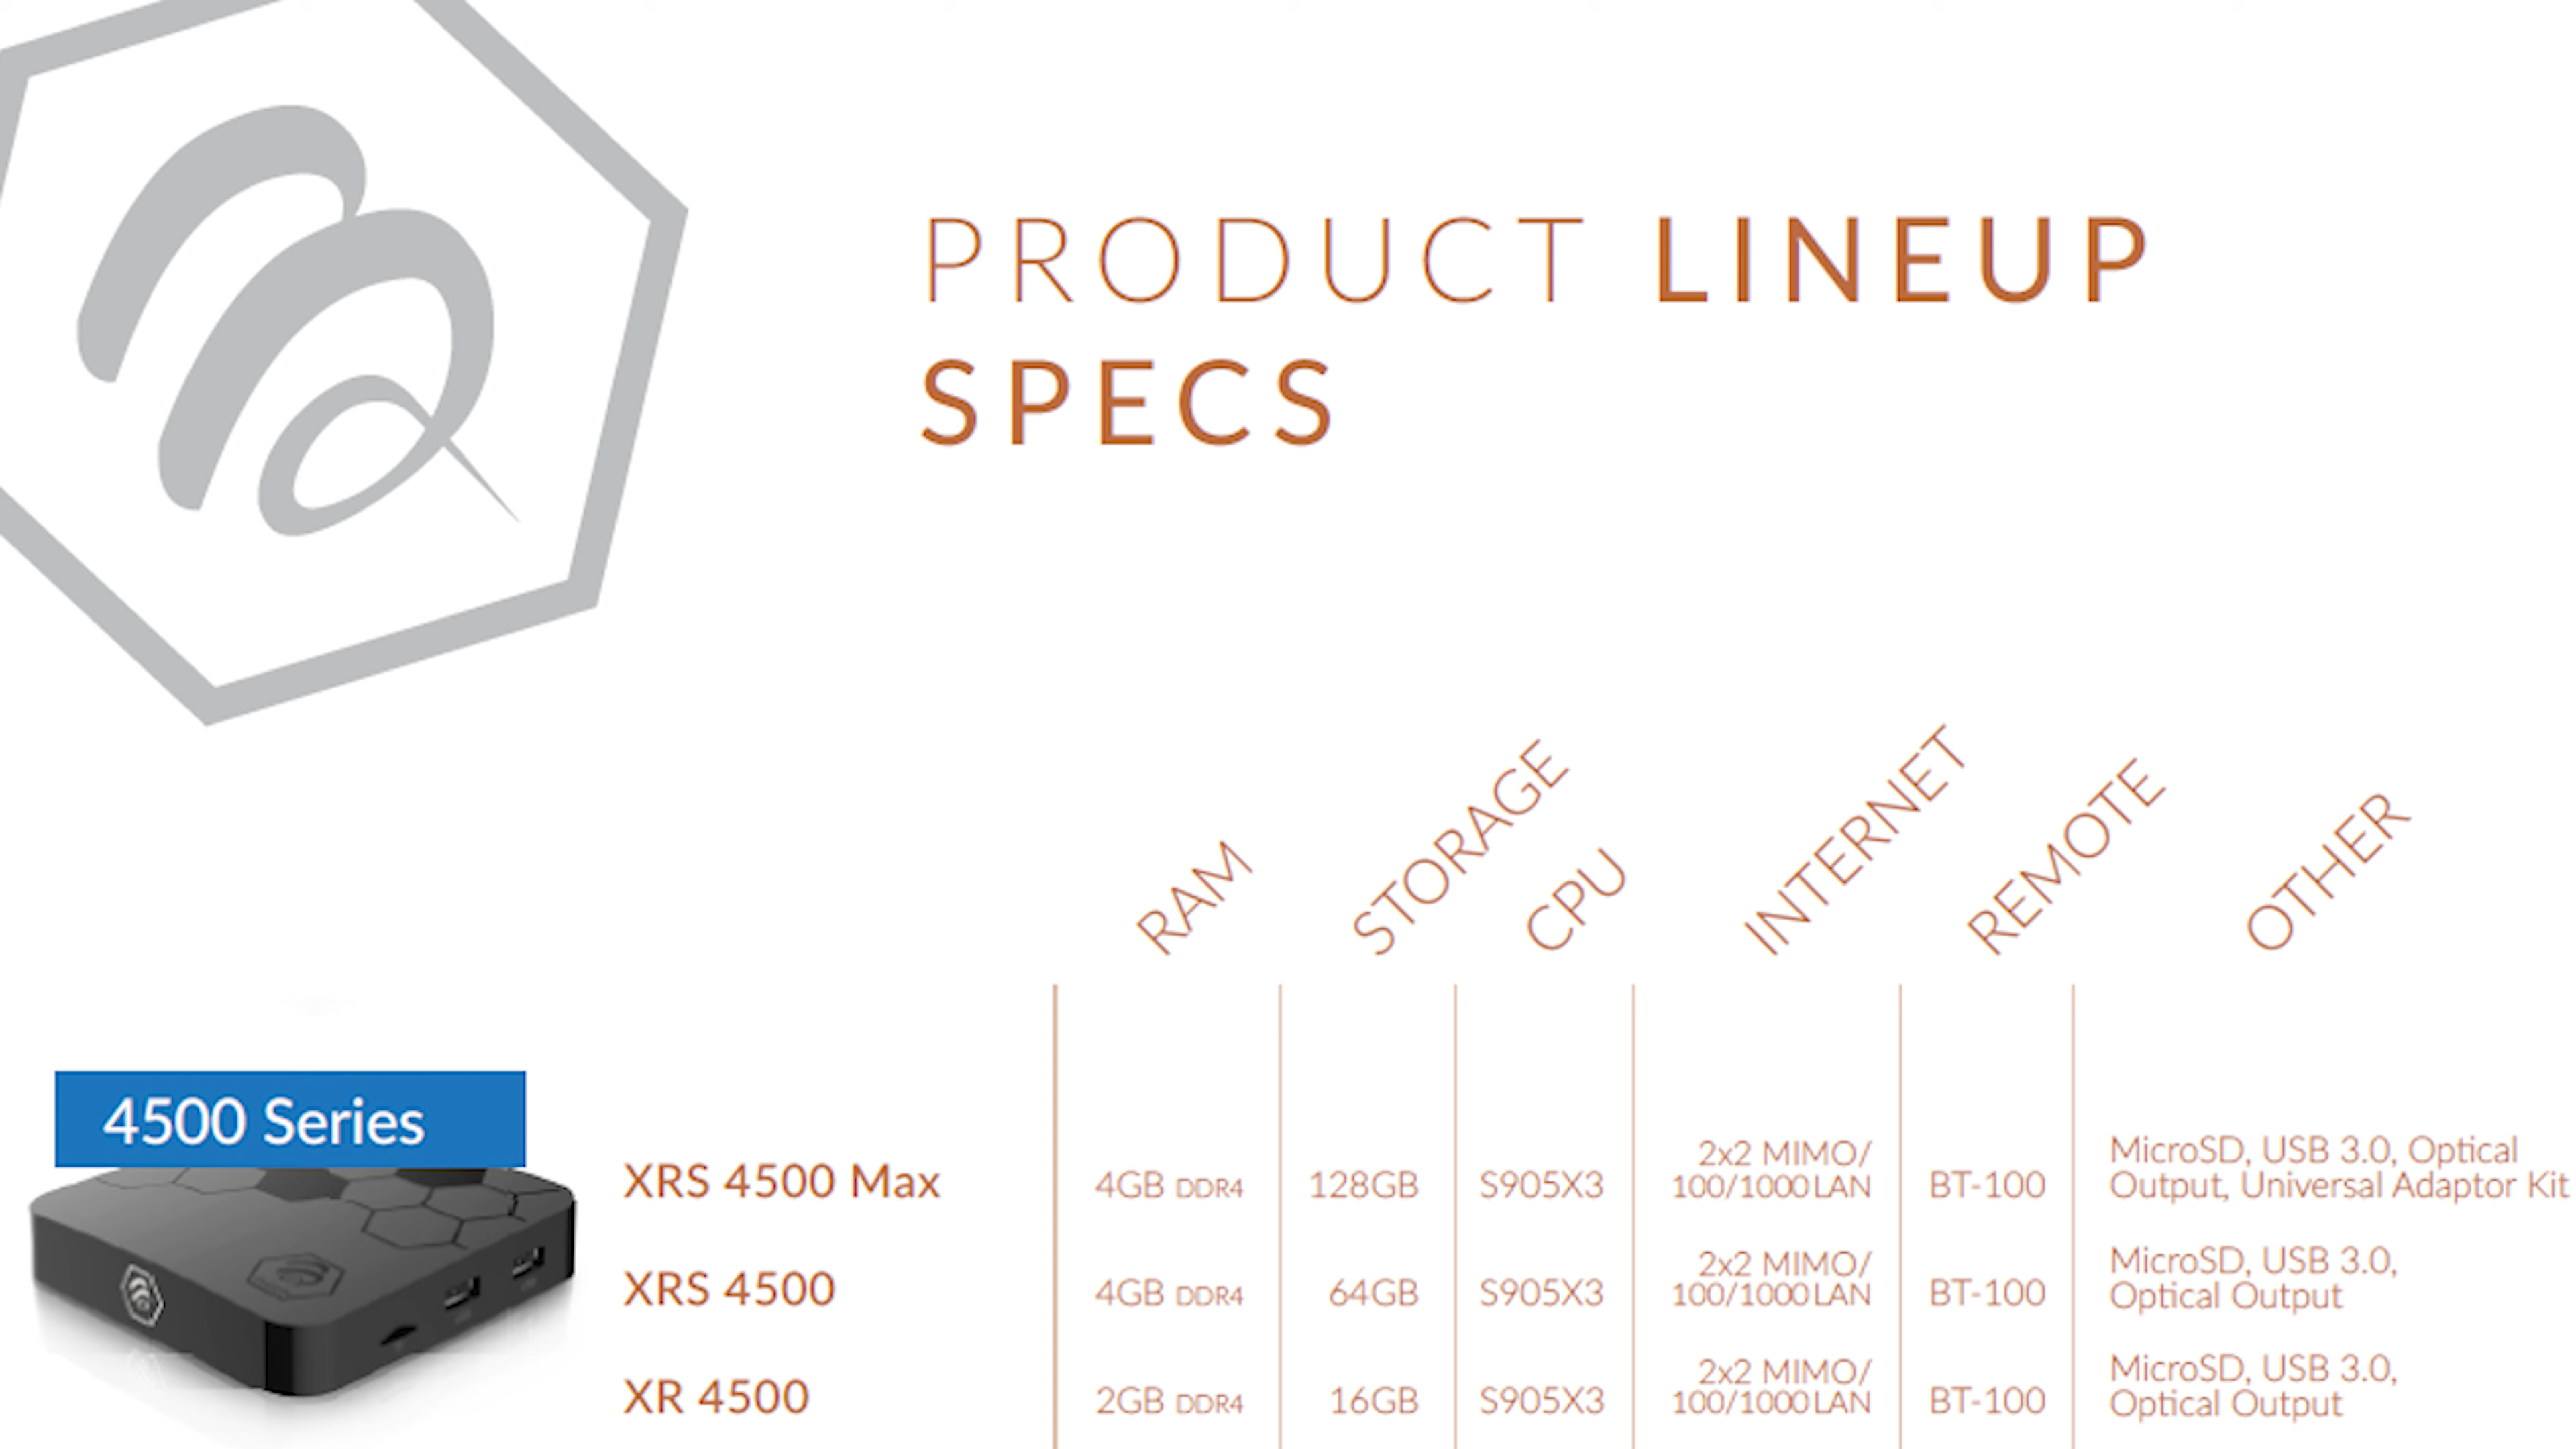 PRODUCT LINEUP
SPECS
RAM
STORAGE
CPU
INTERNET
REMOTE
OTHER
4500 Series
XRS 4500 Max
4GB DDR4
128GB
S905X3
2x2 MIMO/
100/1000 LAN
BT-100
MicroSD, USB 3.0, Optical
Output, Universal Adaptor Kit
XRS 4500
4GB DDR4
64GB
S905X3
2x2 MIMO/
100/1000 LAN
BT-100
MicroSD, USB 3.0,
Optical Output
XR 4500
2GB DDR4
16GB
S905X3
2x2 MIMO/
100/1000 LAN
BT-100
MicroSD, USB 3.0,
Optical Output